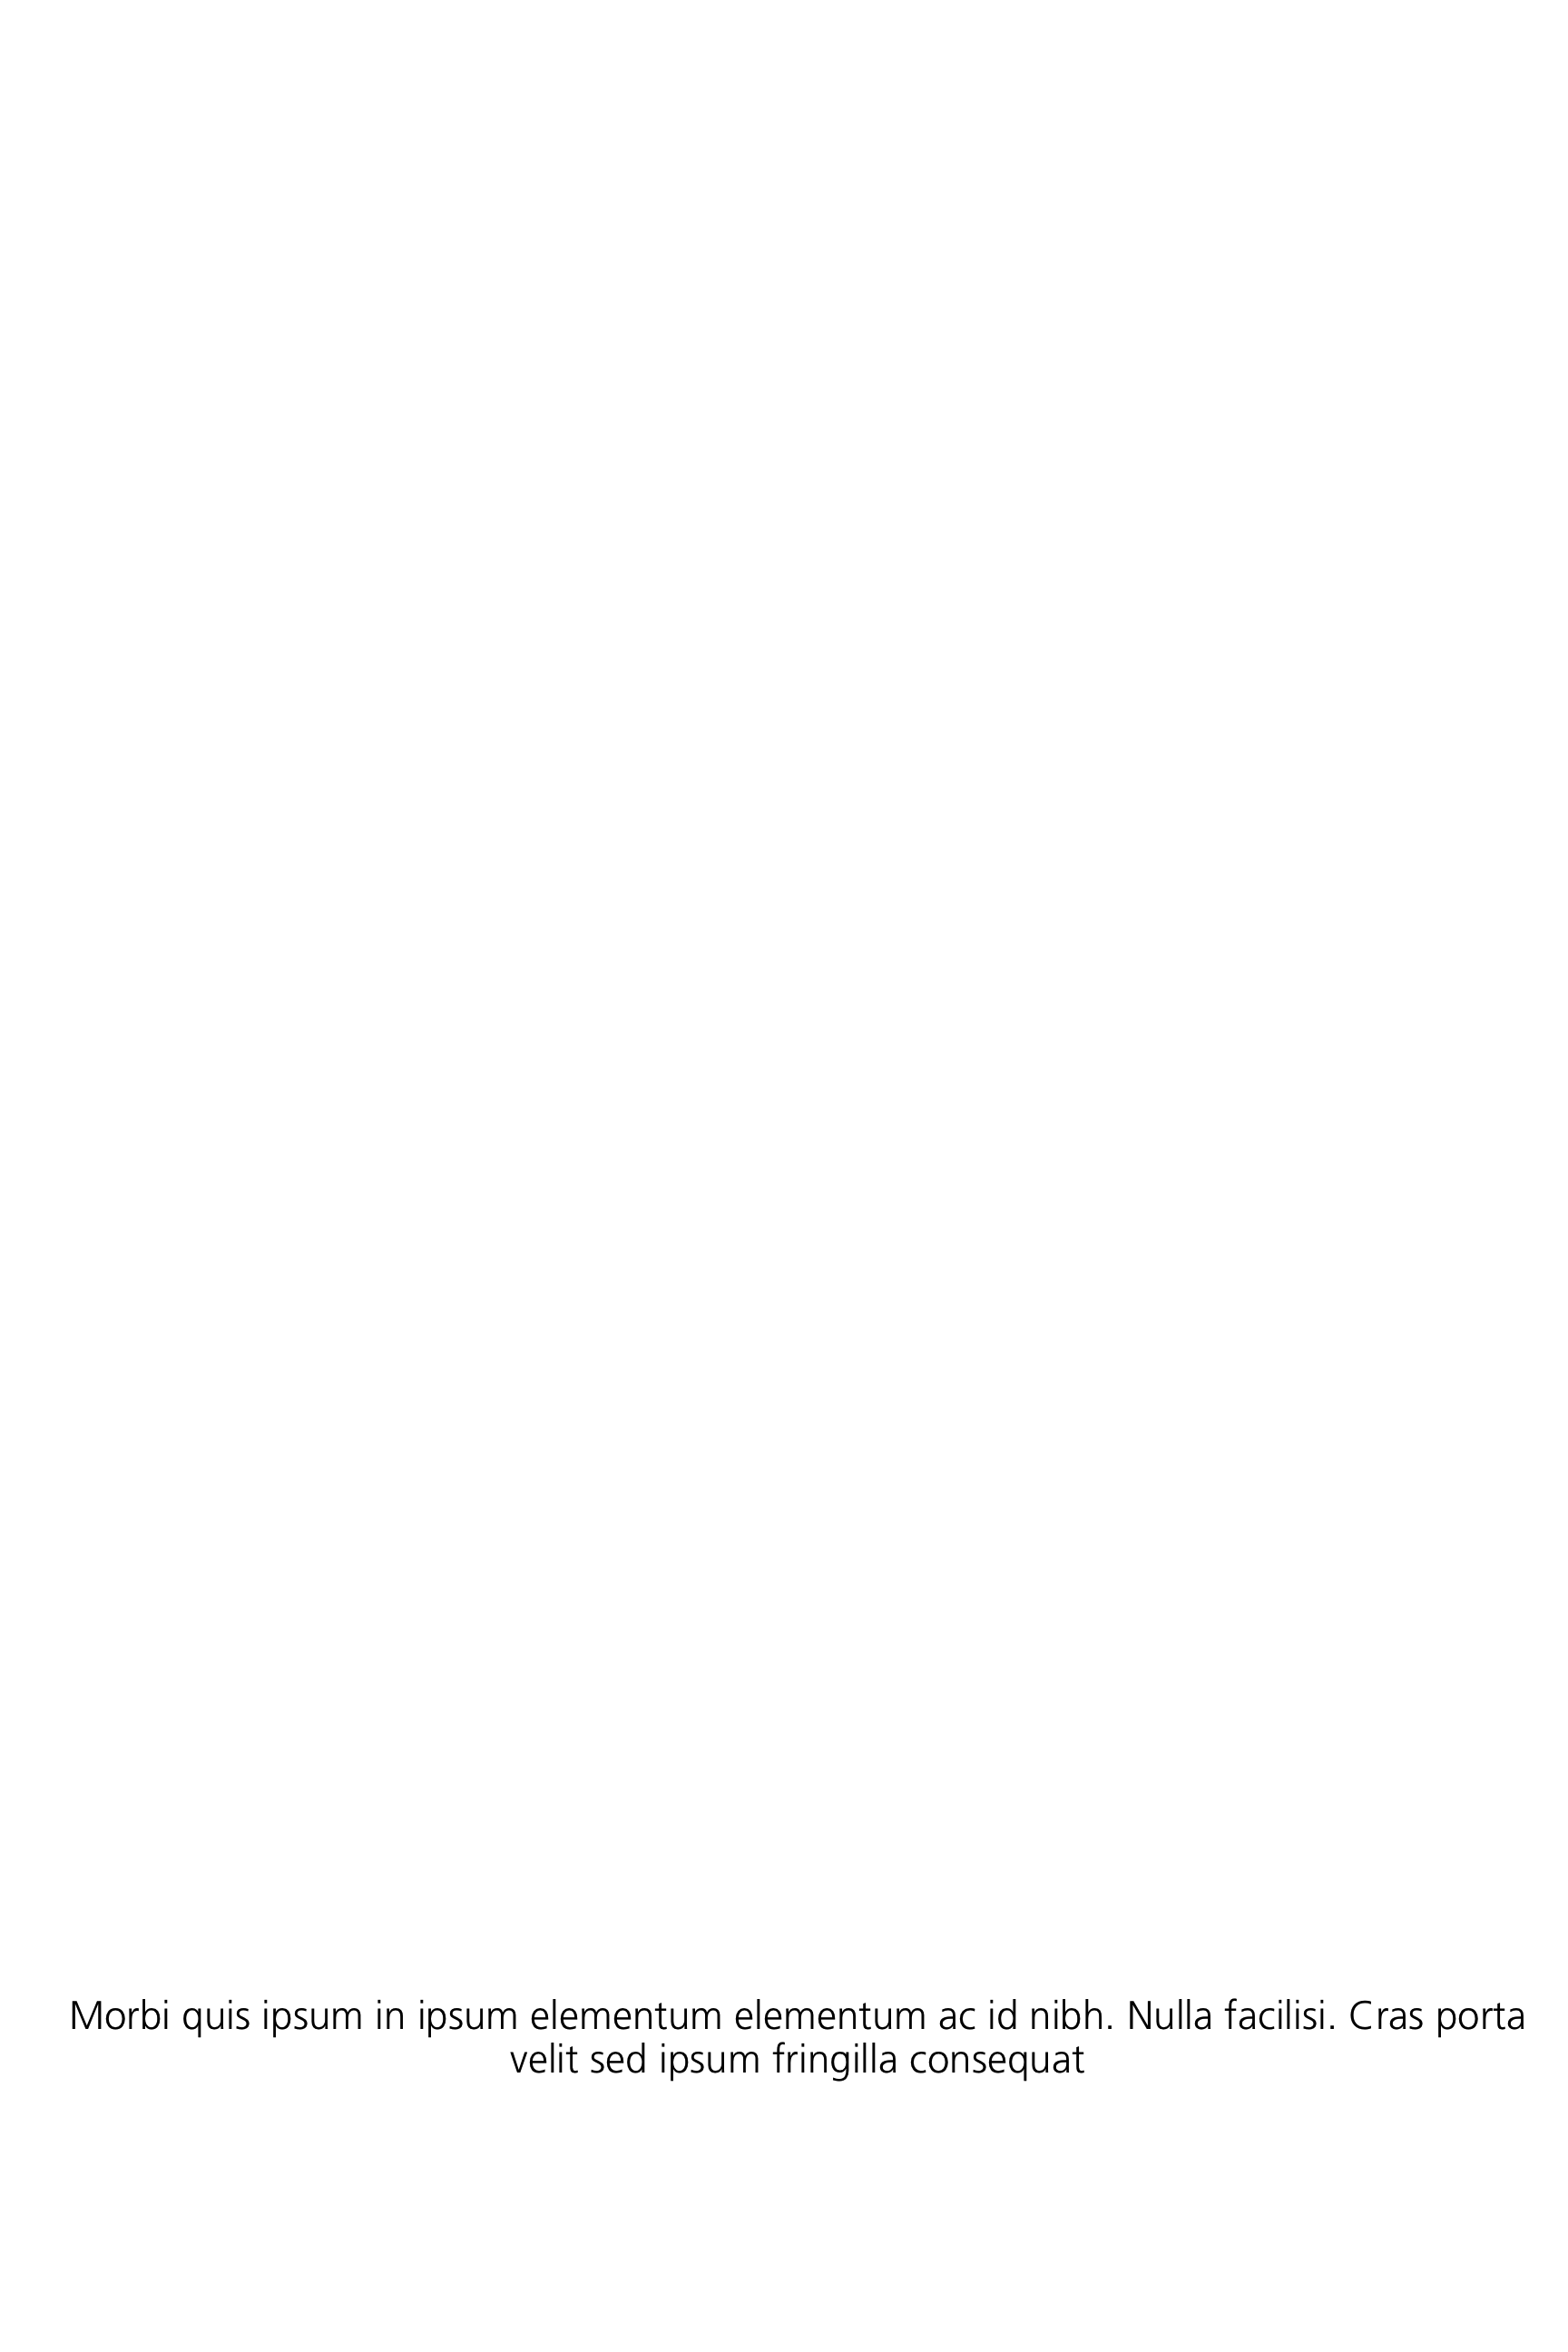 Morbi quis ipsum in ipsum elementum elementum ac id nibh. Nulla facilisi. Cras porta
velit sed ipsum fringilla consequat